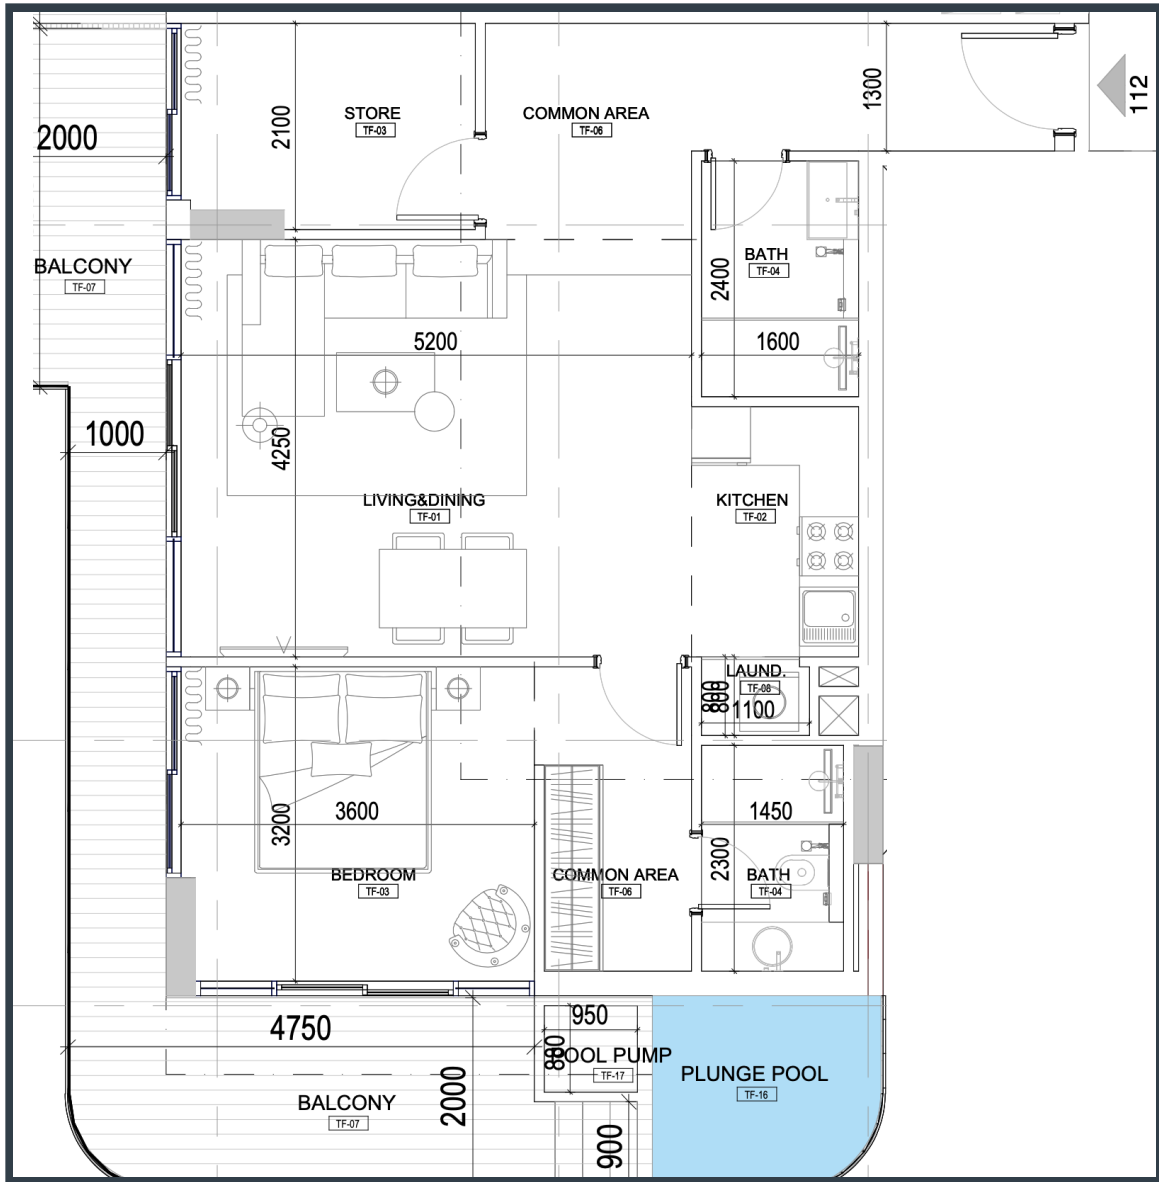 STORE
TF-03
COMMON AREA
TF-06
1300
112
2100
2000
BATH
TF-04
2400
BALCONY
TF-07
5200
1600
1000
4250
LIVING&DINING
TF-01
KITCHEN
TF-02
LAUND.
TF-08
800
800
1100
3600
3200
1450
2300
BEDROOM
TF-03
COMMON AREA
TF-06
BATH
TF-04
950
4750
880
POOL PUMP
TF-17
PLUNGE POOL
TF-16
2000
BALCONY
TF-07
900